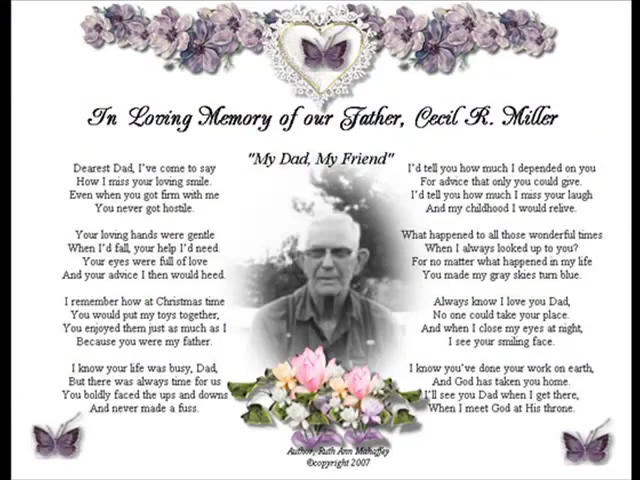 In Loving Memory of our Father, Cecil R. Miller
"My Dad, My Friend"
Dearest Dad, I've come to say
How I miss your loving smile.
Even when you got firm with me
You never got hostile.
Your loving hands were gentle
When I'd fall, your help I'd need.
Your eyes were full of love
And your advice I then would heed.
I remember how at Christmas time
You would put my toys together,
You enjoyed them just as much as I
Because you were my father.
I know your life was busy, Dad,
But there was always time for us
You boldly faced the ups and downs
And never made a fuss.
I'd tell you how much I depended on you
For advice that only you could give.
I'd tell you how much I miss your laugh
And my childhood I would relive.
What happened to all those wonderful times
When I always looked up to you?
For no matter what happened in my life
You made my gray skies turn blue.
Always know I love you Dad,
No one could take your place.
And when I close my eyes at night,
I see your smiling face.
I know you've done your work on earth,
And God has taken you home.
I'll see you Dad when I get there,
When I meet God at His throne.
Author, Ruth Ann Mahaffey
©copyright 2007